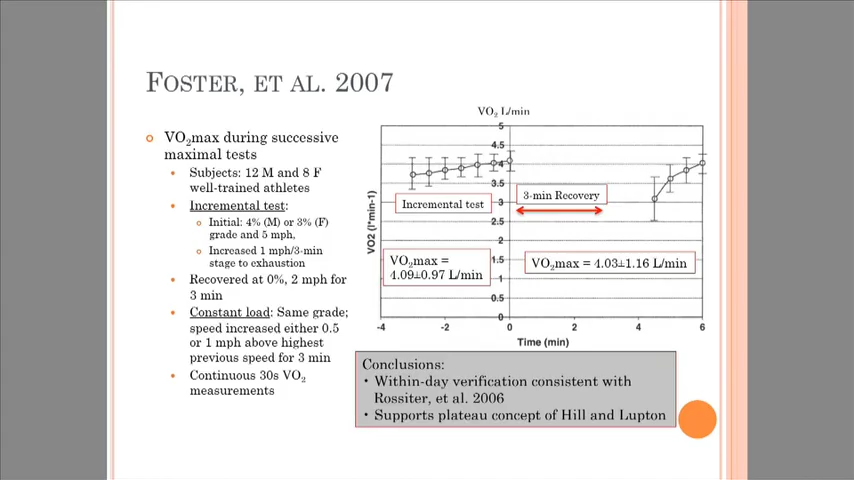 FOSTER, ET AL. 2007
VO₂max during successive
maximal tests
Subjects: 12 M and 8 F
well-trained athletes
Incremental test:
Initial: 4% (M) or 3% (F)
grade and 5 mph,
Increased 1 mph/3-min
stage to exhaustion
Recovered at 0%, 2 mph for
3 min
Constant load: Same grade;
speed increased either 0.5
or 1 mph above highest
previous speed for 3 min
Continuous 30s VO₂
measurements
VO₂ L/min
5
4.5
4
3.5
3
2.5
2
1.5
1
0.5
0
VO2 (l*min-1)
Incremental test
3-min Recovery
VO₂max =
4.09±0.97 L/min
VO₂max = 4.03±1.16 L/min
-4 -2 0 2 4 6
Time (min)
Conclusions:
• Within-day verification consistent with
Rossiter, et al. 2006
• Supports plateau concept of Hill and Lupton